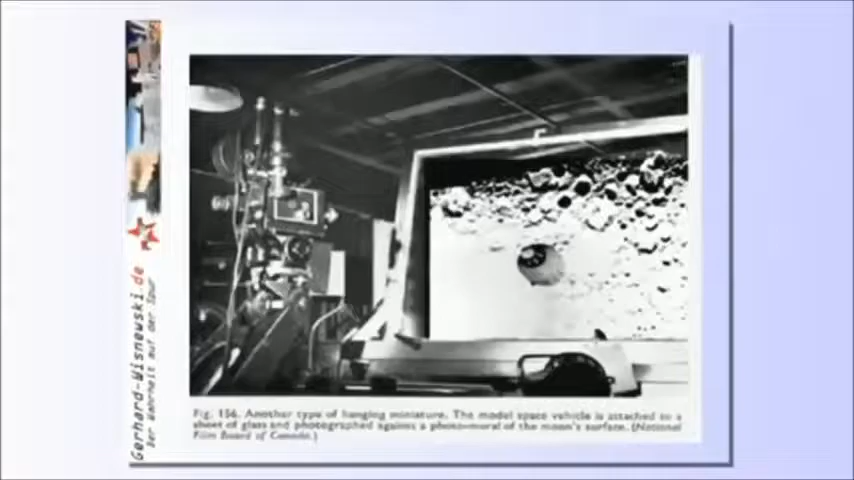 Gerhard-Wisnewski.de
Der Wahrheit auf der Spur
Fig. 156. Another type of hanging miniature. The model space vehicle is attached to a
sheet of glass and photographed against a photo-mural of the moon's surface. (National
Film Board of Canada.)